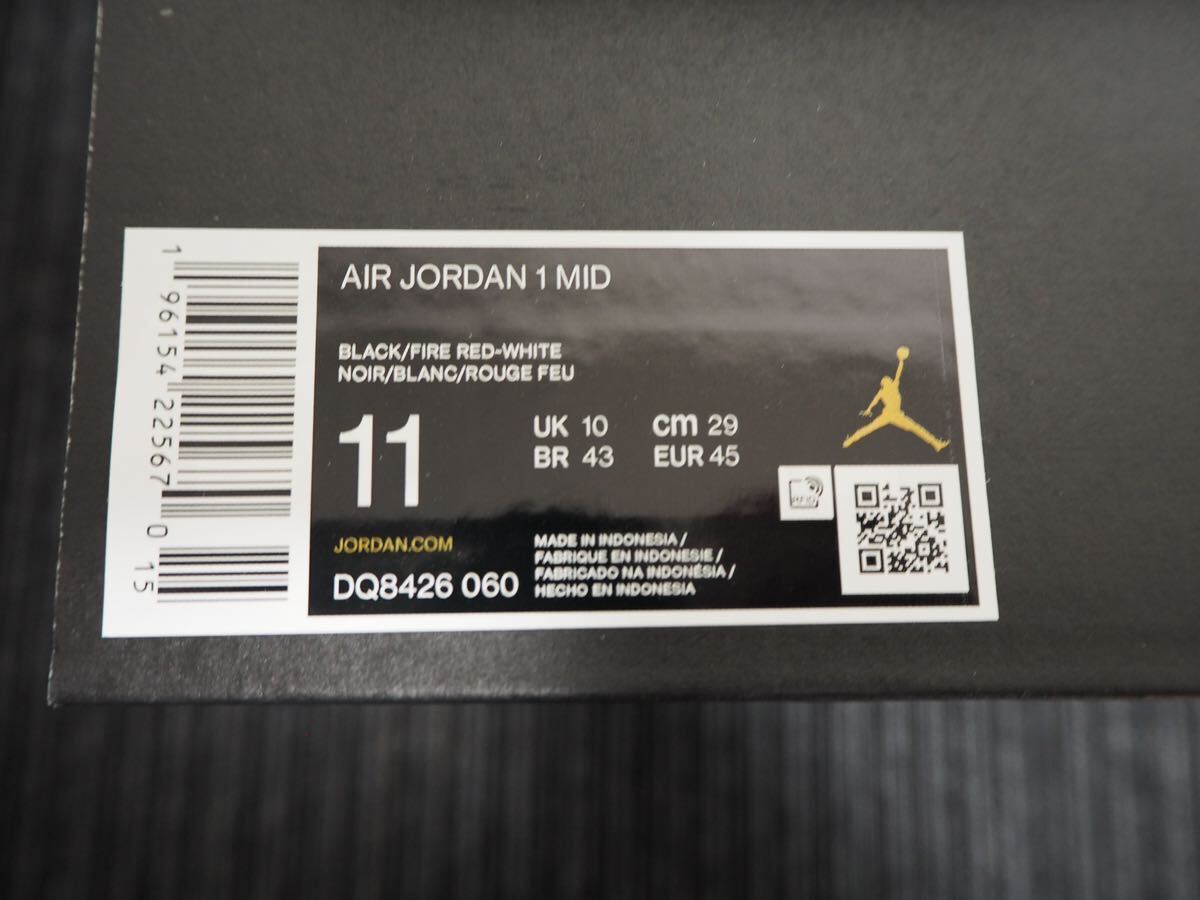 AIR JORDAN 1 MID
BLACK/FIRE RED-WHITE
NOIR/BLANC/ROUGE FEU
11
UK 10 cm 29
BR 43 EUR 45
JORDAN.COM
DQ8426 060
MADE IN INDONESIA /
FABRIQUE EN INDONESIE /
FABRICADO NA INDONÉSIA /
HECHO EN INDONESIA
RFID
1 96154 22567 0 15